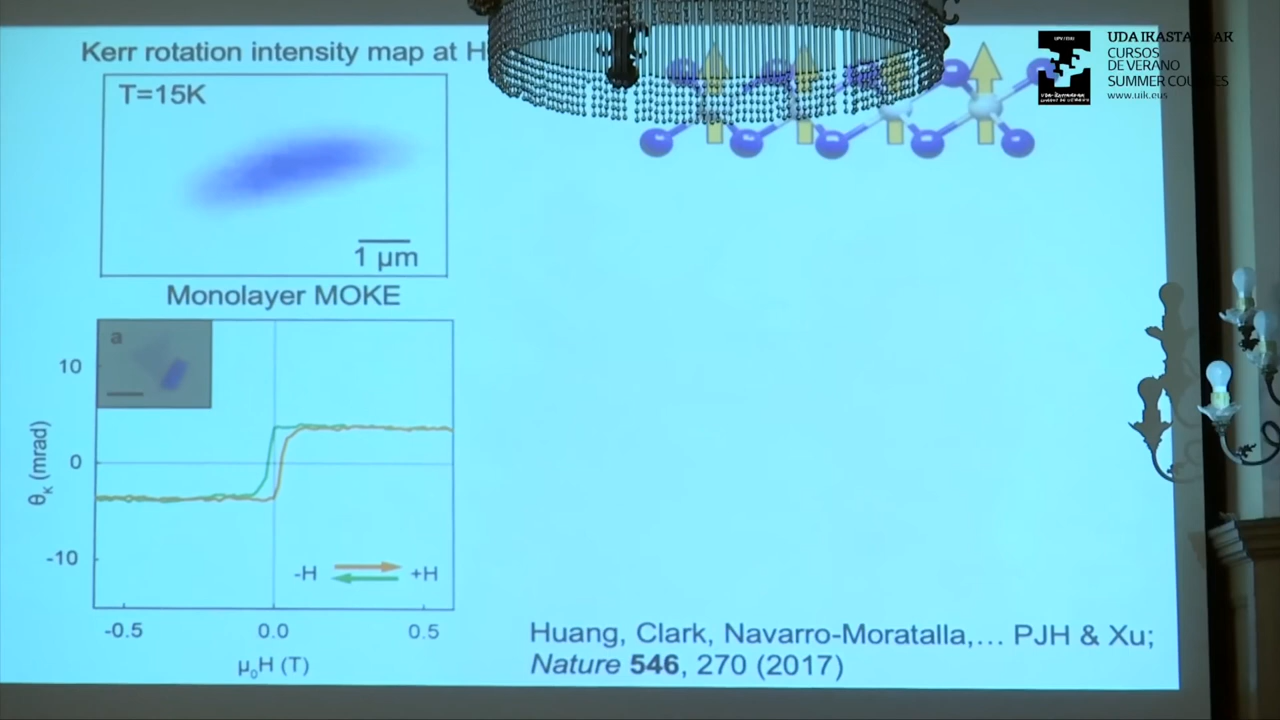 Kerr rotation intensity map at H
T=15K
1 µm
Monolayer MOKE
a
10
0
-10
θK (mrad)
-H
+H
-0.5
0.0
0.5
µ0H (T)
Huang, Clark, Navarro-Moratalla,... PJH & Xu;
Nature 546, 270 (2017)
CURSOS
DE VERANO
SUMMER COURSES
www.uik.eus